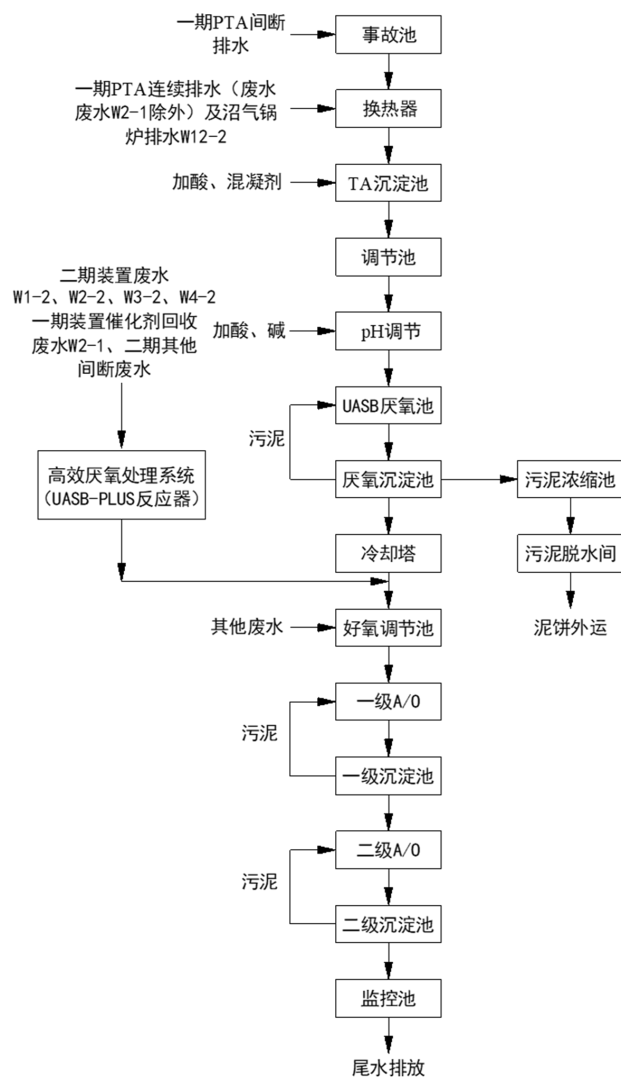 一期PTA间断
排水
事故池
一期PTA连续排水（废水
废水W2-1除外）及沼气锅
炉排水W12-2
换热器
加酸、混凝剂
TA沉淀池
调节池
二期装置废水
W1-2、W2-2、W3-2、W4-2
一期装置催化剂回收
废水W2-1、二期其他
间断废水
加酸、碱
pH调节
UASB厌氧池
污泥
高效厌氧处理系统
（UASB-PLUS反应器）
厌氧沉淀池
污泥浓缩池
冷却塔
污泥脱水间
其他废水
好氧调节池
泥饼外运
一级A/O
污泥
一级沉淀池
二级A/O
污泥
二级沉淀池
监控池
尾水排放